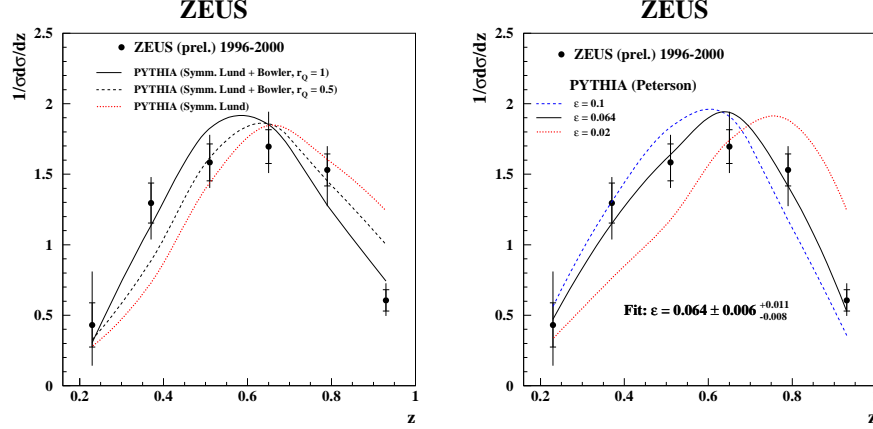 ZEUS
1/σdσ/dz
2.5
2
1.5
1
0.5
0
ZEUS (prel.) 1996-2000
PYTHIA (Symm. Lund + Bowler, r_Q = 1)
PYTHIA (Symm. Lund + Bowler, r_Q = 0.5)
PYTHIA (Symm. Lund)
0.2 0.4 0.6 0.8 1
z
ZEUS
1/σdσ/dz
2.5
2
1.5
1
0.5
0
ZEUS (prel.) 1996-2000
PYTHIA (Peterson)
ε = 0.1
ε = 0.064
ε = 0.02
Fit: ε = 0.064 ± 0.006 +0.011 -0.008
0.2 0.4 0.6 0.8
z